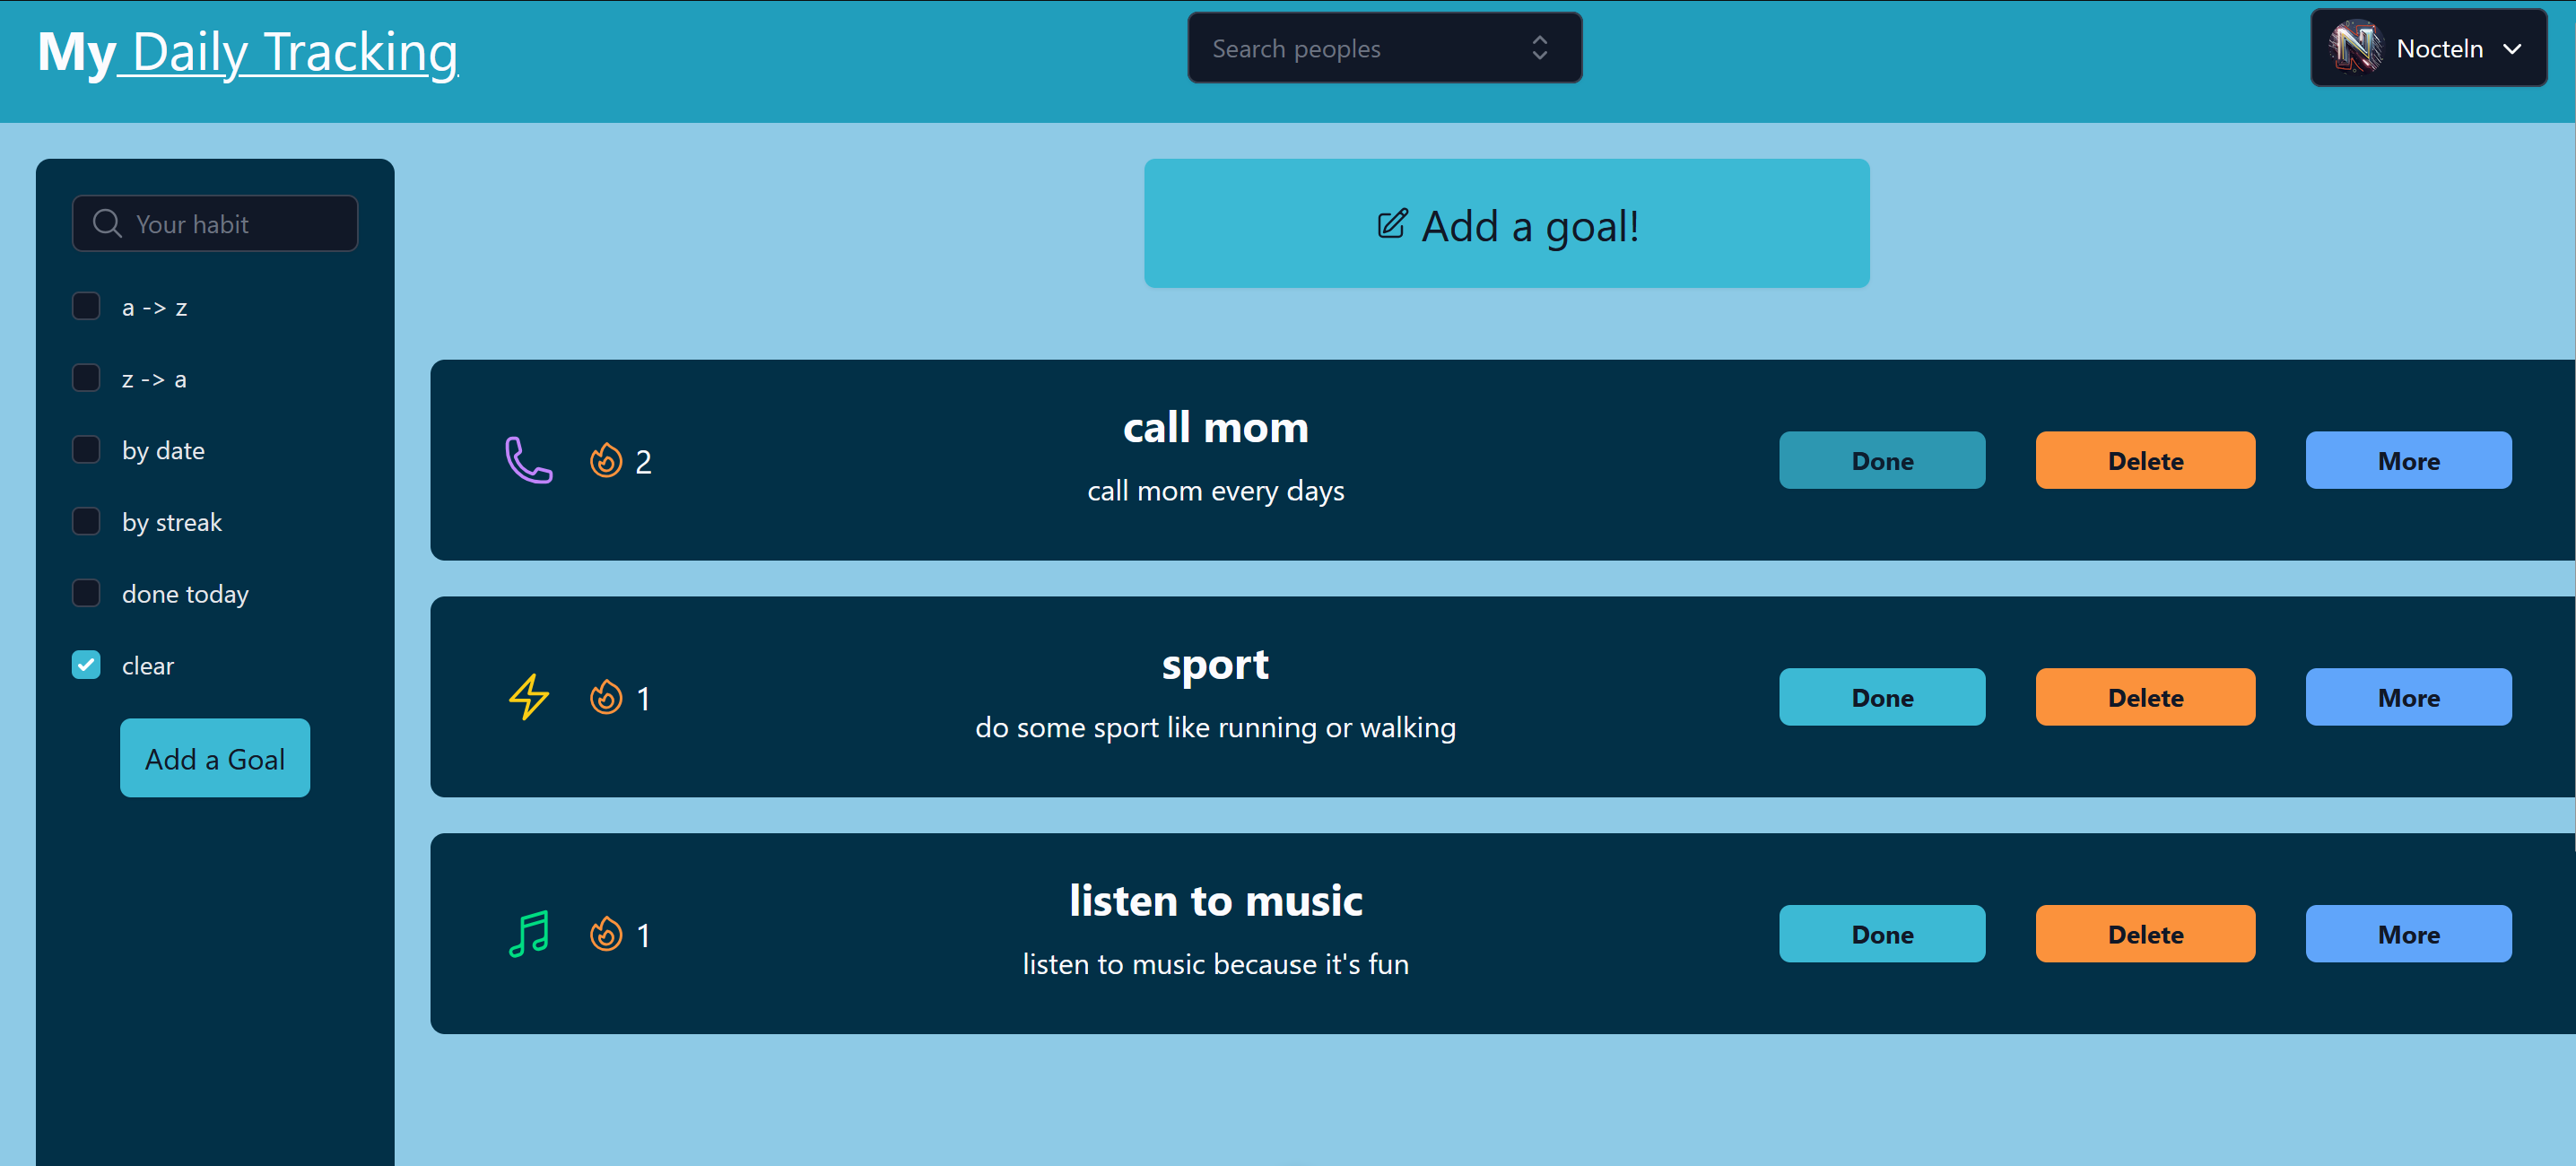 My Daily Tracking
Search peoples
Nocteln
Your habit
a -> z
z -> a
by date
by streak
done today
clear
Add a Goal
Add a goal!
2
call mom
call mom every days
Done
Delete
More
1
sport
do some sport like running or walking
Done
Delete
More
1
listen to music
listen to music because it's fun
Done
Delete
More